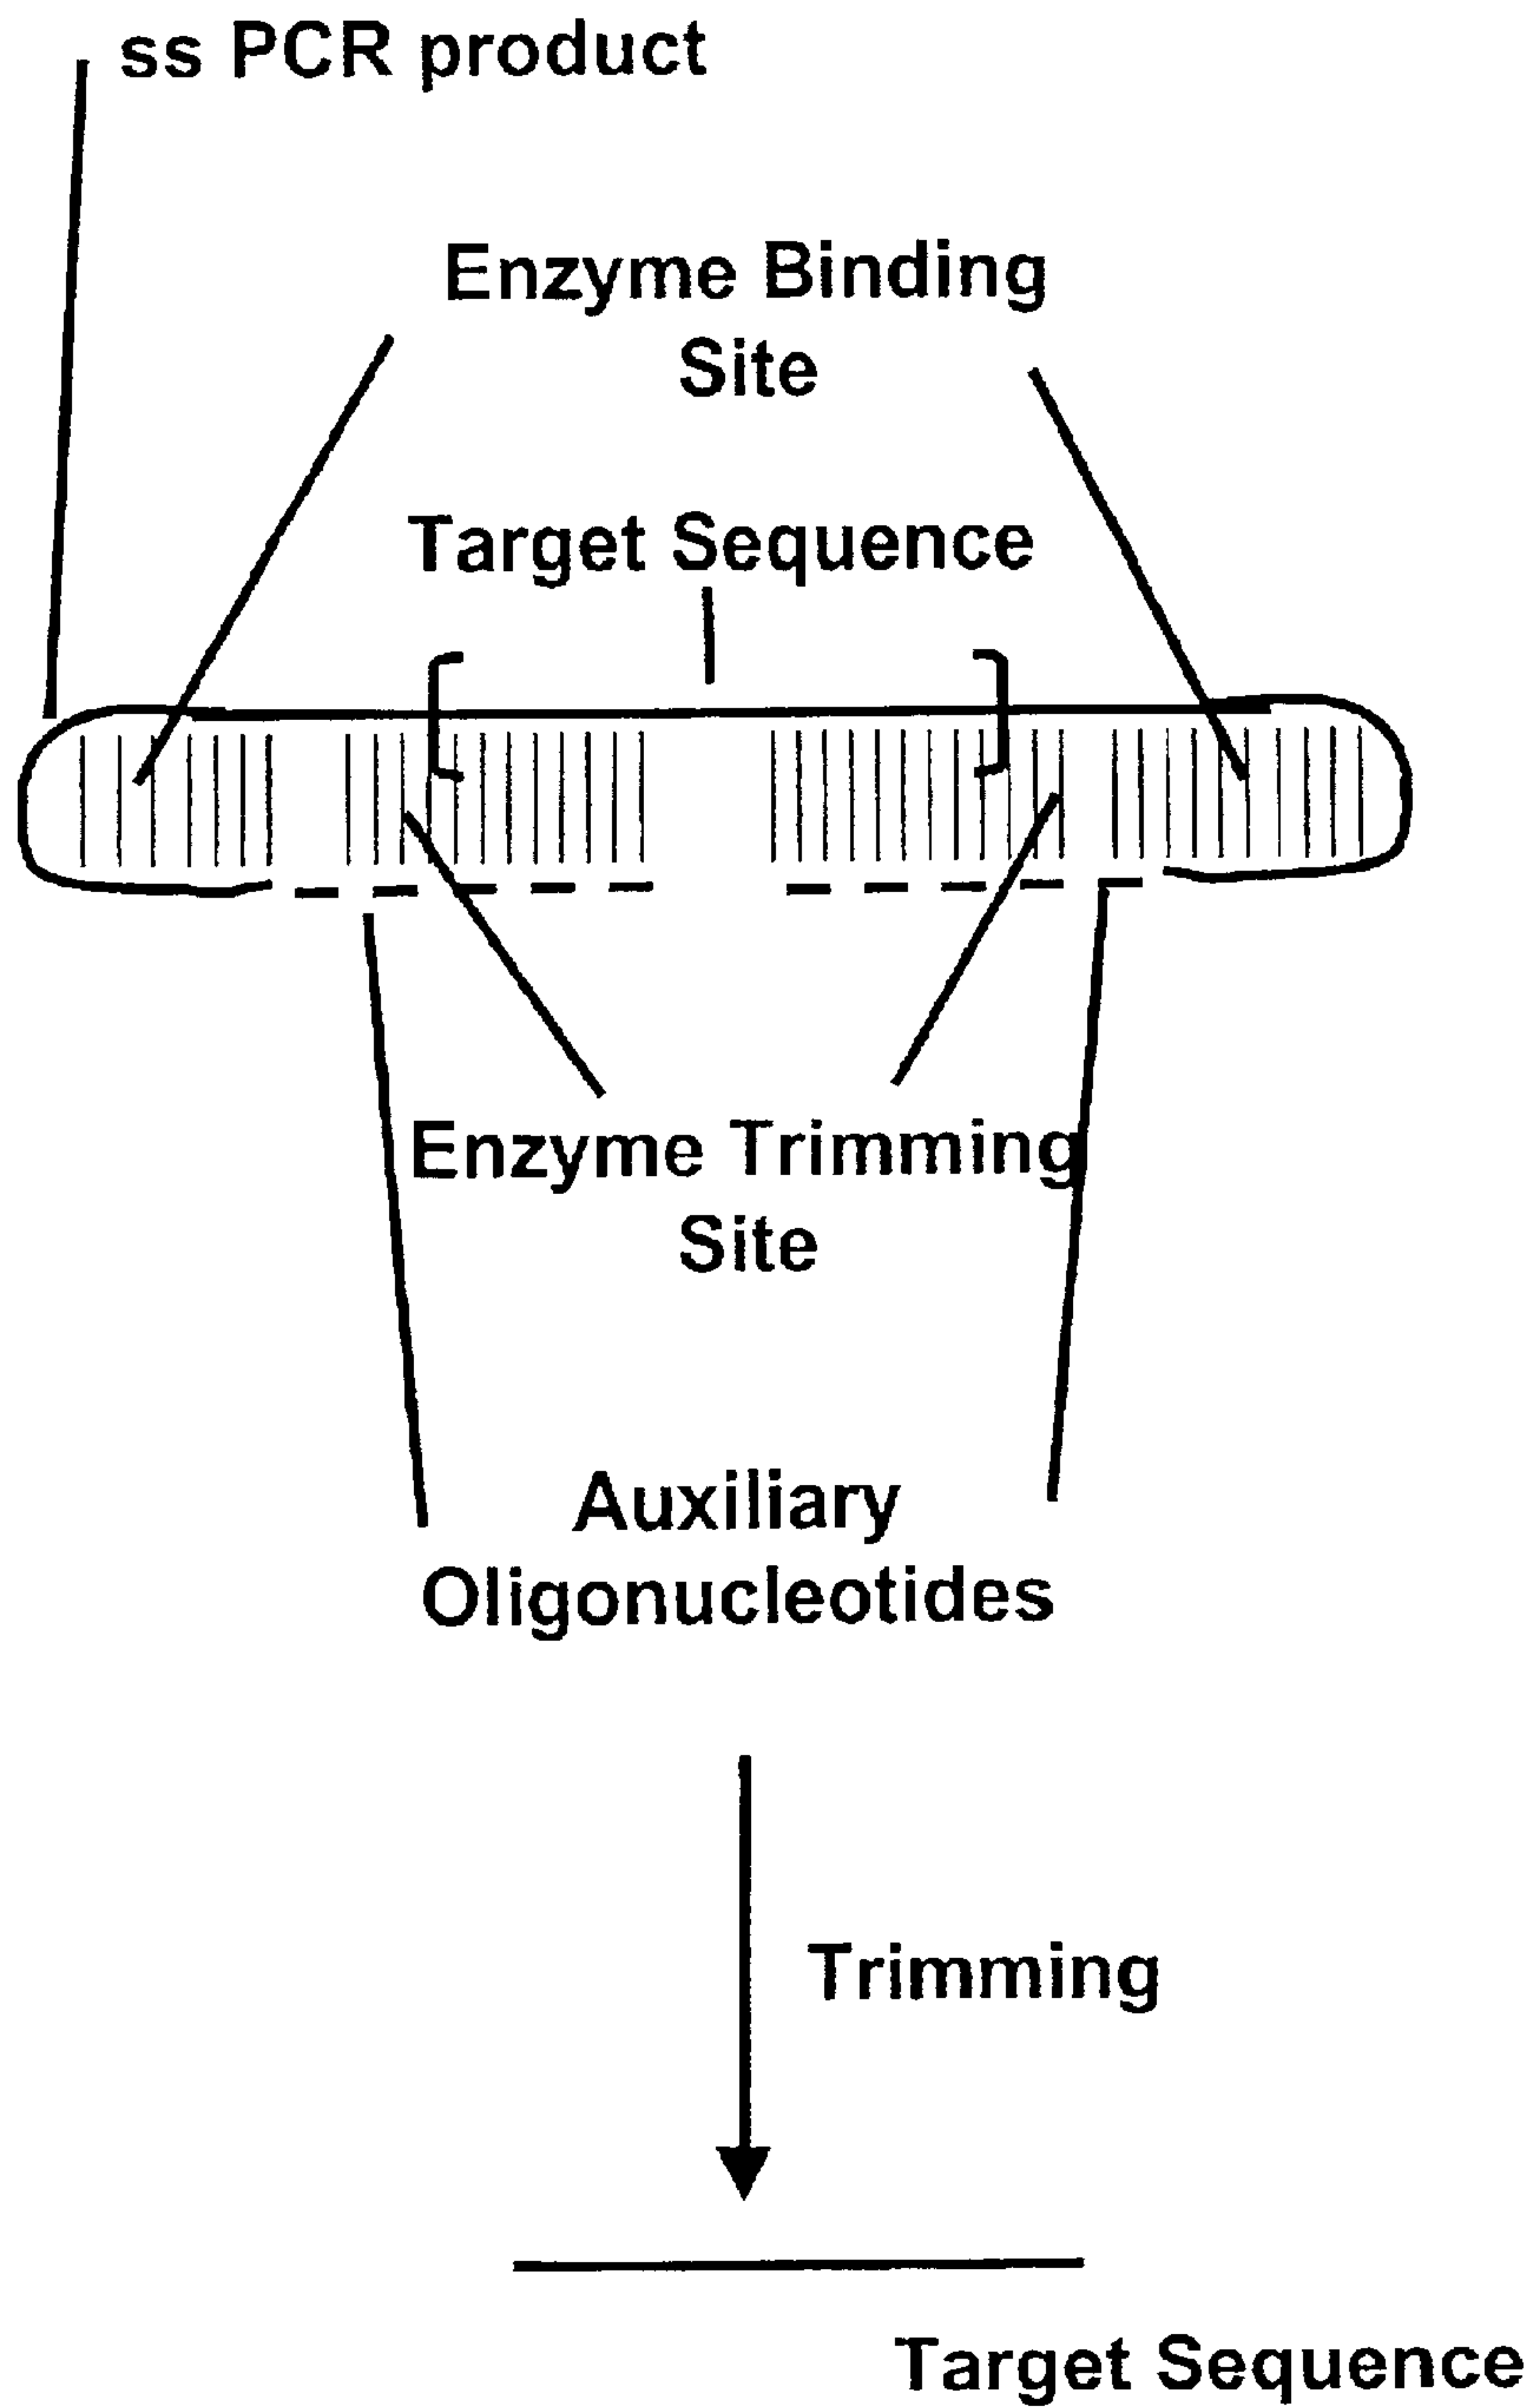 ss PCR product
Enzyme Binding
Site
Target Sequence
Enzyme Trimming
Site
Auxiliary
Oligonucleotides
Trimming
Target Sequence